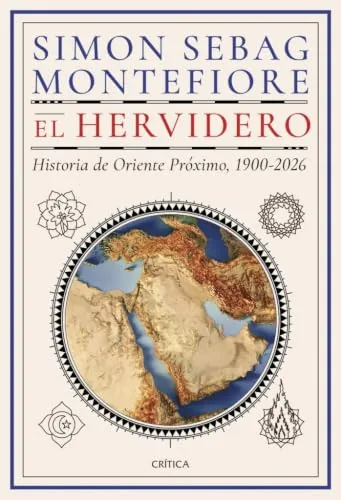 SIMON SEBAG
MONTEFIORE
EL HERVIDERO
Historia de Oriente Próximo, 1900-2026
CRÍTICA